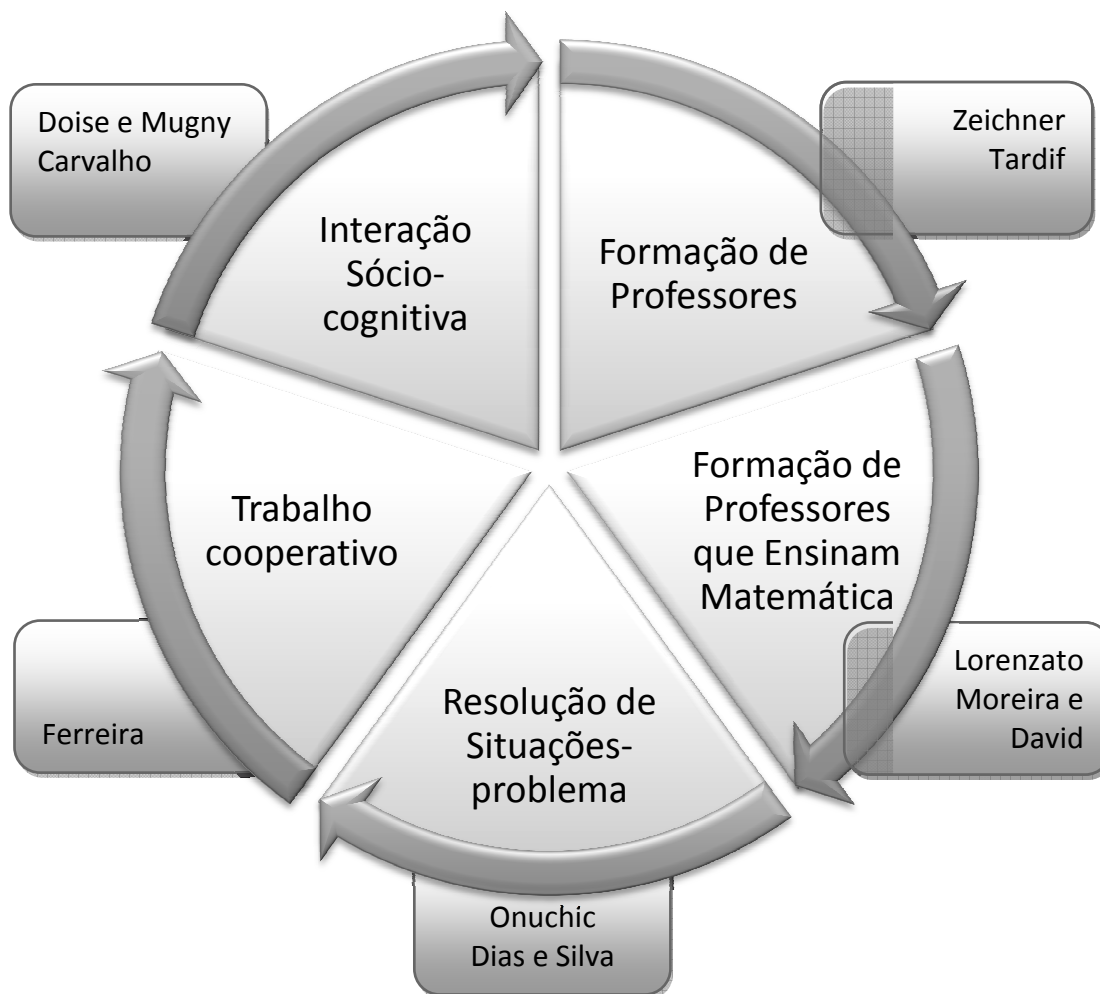 Doise e Mugny
Carvalho
Zeichner
Tardif
Interação
Sócio-
cognitiva
Formação de
Professores
Trabalho
cooperativo
Formação de
Professores
que Ensinam
Matemática
Resolução de
Situações-
problema
Ferreira
Lorenzato
Moreira e
David
Onuchic
Dias e Silva